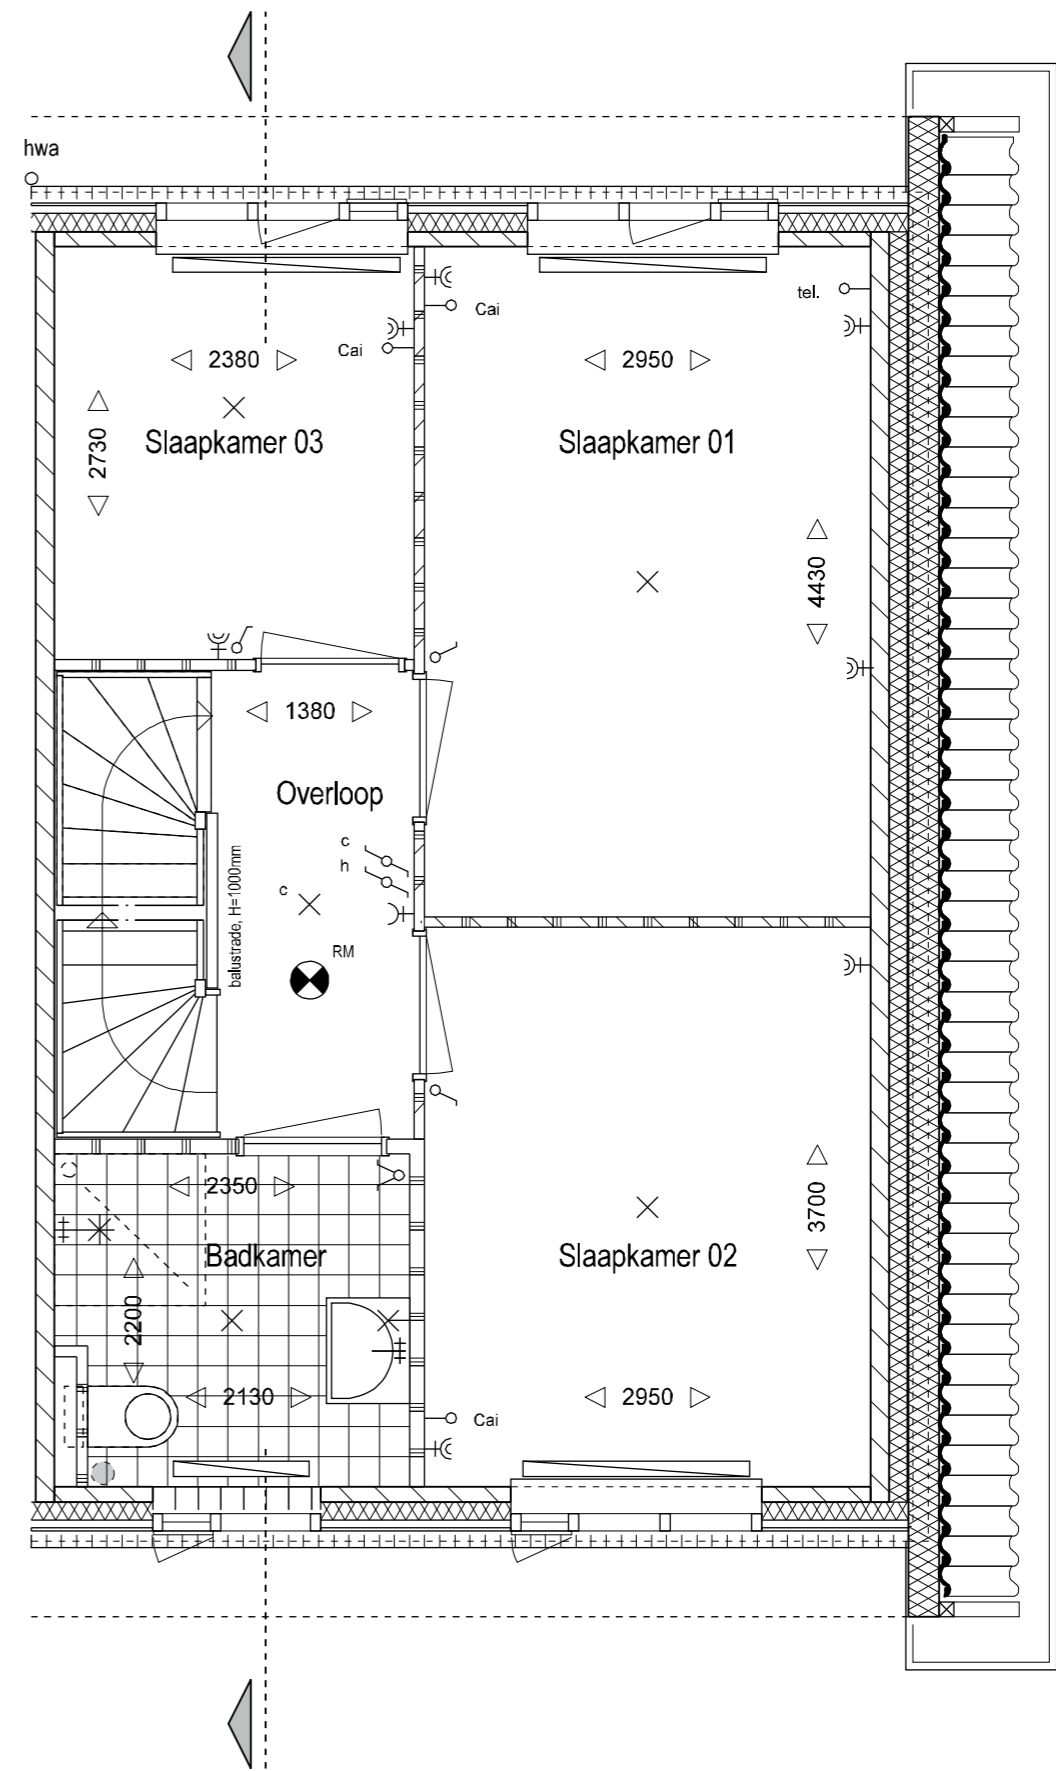 hwa
tel.
Cai
Cai
2380
2950
2730
Slaapkamer 03
Slaapkamer 01
4430
1380
Overloop
c
h
c
balustrade, H=1000mm
RM
2350
3700
Badkamer
Slaapkamer 02
2200
2130
2950
Cai